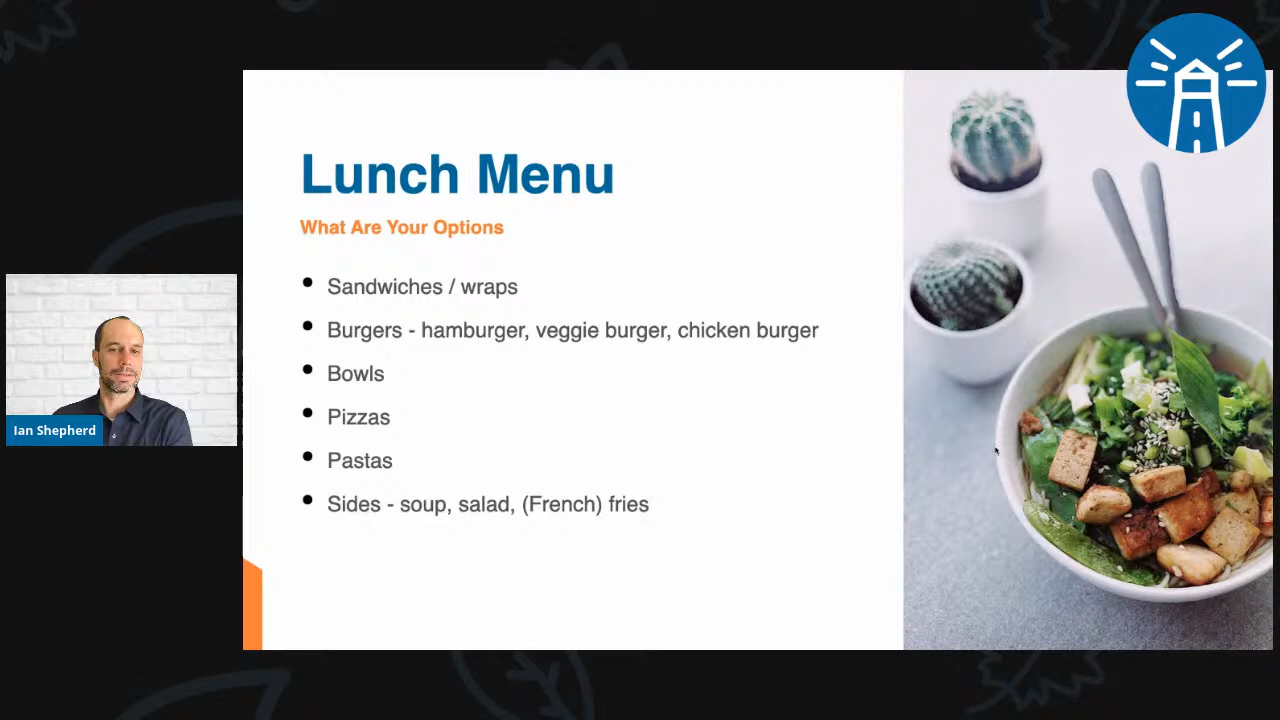 Lunch Menu
What Are Your Options
Sandwiches / wraps
Burgers - hamburger, veggie burger, chicken burger
Bowls
Pizzas
Pastas
Sides - soup, salad, (French) fries
Ian Shepherd